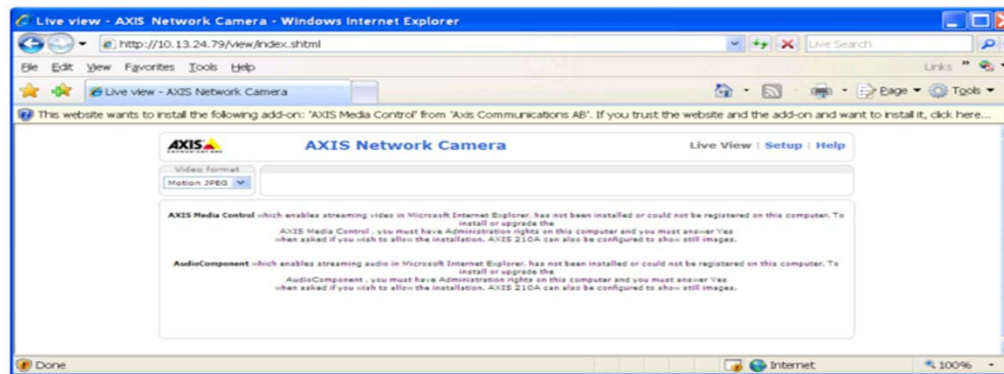 Live view - AXIS Network Camera - Windows Internet Explorer
http://10.13.24.79/view/index.shtml
Live Search
File Edit View Favorites Tools Help
Links »
Live view - AXIS Network Camera
Page Tools
This website wants to install the following add-on: 'AXIS Media Control' from 'Axis Communications AB'. If you trust the website and the add-on and want to install it, click here...
AXIS COMMUNICATIONS
AXIS Network Camera
Live View | Setup | Help
Video format
Motion JPEG
AXIS Media Control which enables streaming video in Microsoft Internet Explorer, has not been installed or could not be registered on this computer. To
install or upgrade the
AXIS Media Control , you must have Administration rights on this computer and you must answer Yes
when asked if you wish to allow the installation. AXIS 210A can also be configured to show still images.
AudioComponent which enables streaming audio in Microsoft Internet Explorer, has not been installed or could not be registered on this computer. To
install or upgrade the
AudioComponent , you must have Administration rights on this computer and you must answer Yes
when asked if you wish to allow the installation. AXIS 210A can also be configured to show still images.
Done
Internet
100%